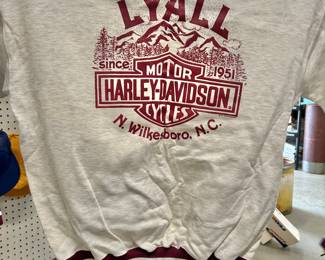 LYALL
since 1951
MOTOR
HARLEY-DAVIDSON
CYCLES
N. Wilkesboro, N.C.